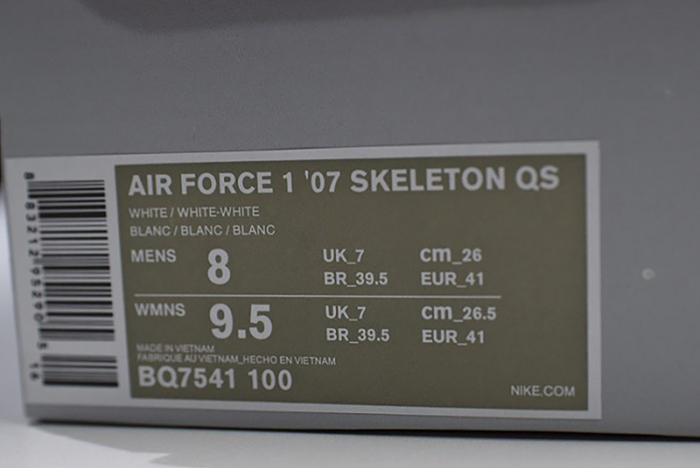 AIR FORCE 1 '07 SKELETON QS
WHITE / WHITE-WHITE
BLANC / BLANC / BLANC
MENS 8 UK_7 cm_26
BR_39.5 EUR_41
WMNS 9.5 UK_7 cm_26.5
BR_39.5 EUR_41
MADE IN VIETNAM
FABRIQUE AU VIETNAM_HECHO EN VIETNAM
BQ7541 100
NIKE.COM